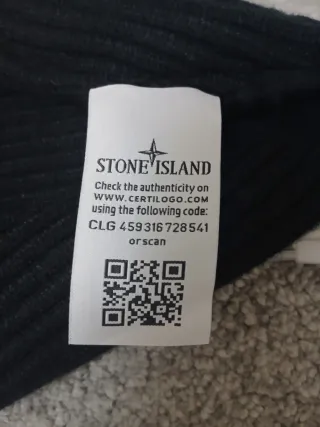 STONE ISLAND
Check the authenticity on
WWW.CERTILOGO.COM
using the following code:
CLG 459316728541
or scan